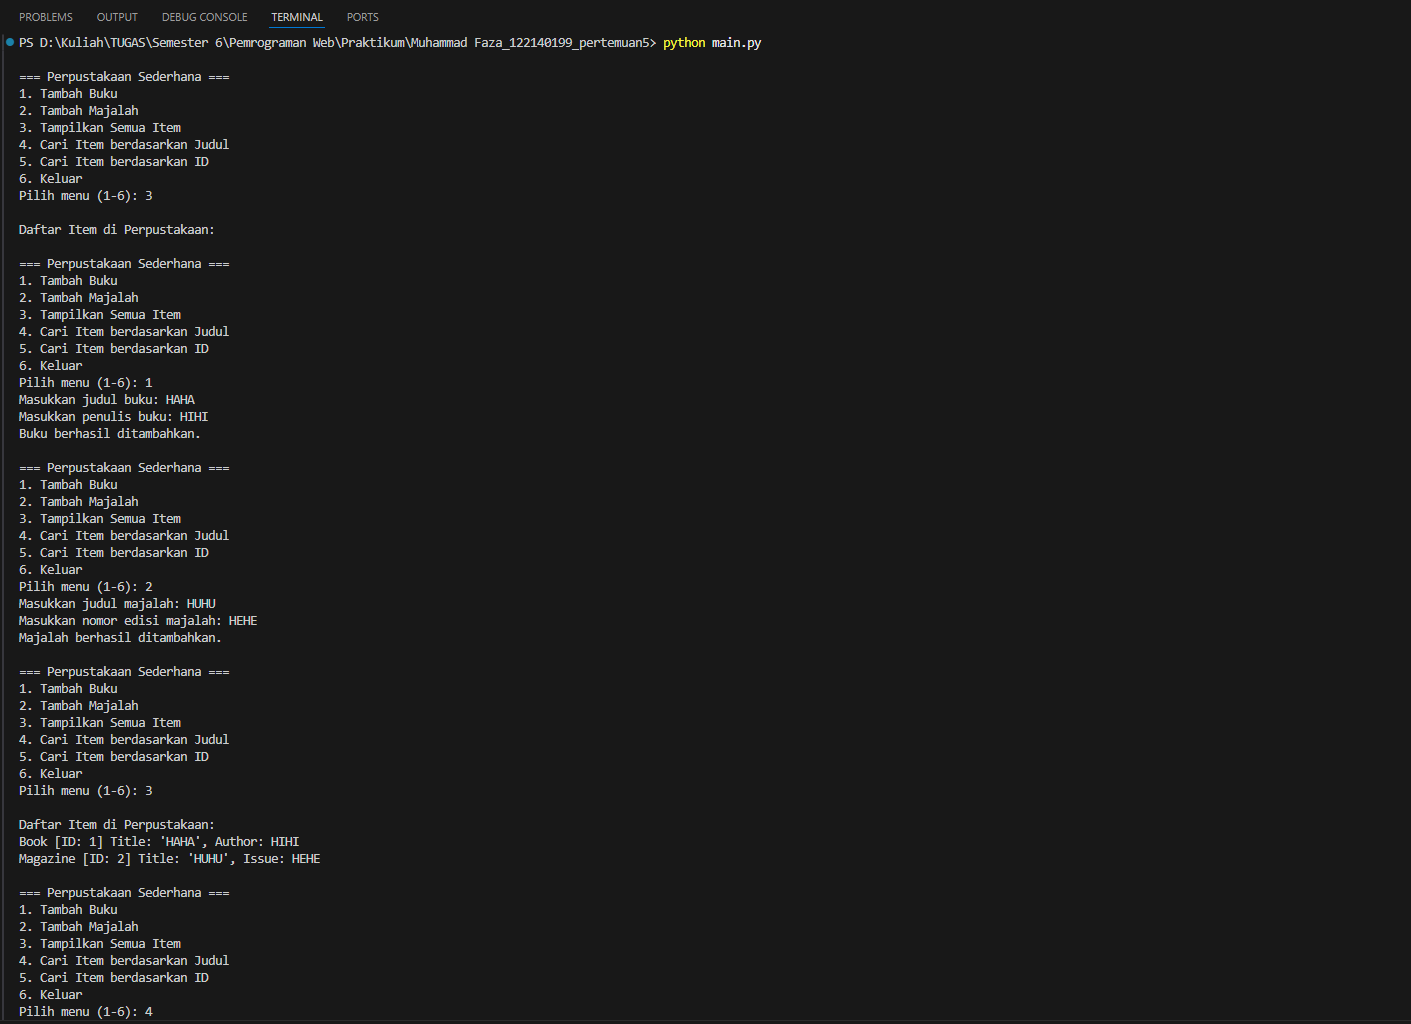 PROBLEMS OUTPUT DEBUG CONSOLE TERMINAL PORTS
PS D:\Kuliah\TUGAS\Semester 6\Pemrograman Web\Praktikum\Muhammad Faza_122140199_pertemuan5> python main.py
=== Perpustakaan Sederhana ===
1. Tambah Buku
2. Tambah Majalah
3. Tampilkan Semua Item
4. Cari Item berdasarkan Judul
5. Cari Item berdasarkan ID
6. Keluar
Pilih menu (1-6): 3
Daftar Item di Perpustakaan:
=== Perpustakaan Sederhana ===
1. Tambah Buku
2. Tambah Majalah
3. Tampilkan Semua Item
4. Cari Item berdasarkan Judul
5. Cari Item berdasarkan ID
6. Keluar
Pilih menu (1-6): 1
Masukkan judul buku: HAHA
Masukkan penulis buku: HIHI
Buku berhasil ditambahkan.
=== Perpustakaan Sederhana ===
1. Tambah Buku
2. Tambah Majalah
3. Tampilkan Semua Item
4. Cari Item berdasarkan Judul
5. Cari Item berdasarkan ID
6. Keluar
Pilih menu (1-6): 2
Masukkan judul majalah: HUHU
Masukkan nomor edisi majalah: HEHE
Majalah berhasil ditambahkan.
=== Perpustakaan Sederhana ===
1. Tambah Buku
2. Tambah Majalah
3. Tampilkan Semua Item
4. Cari Item berdasarkan Judul
5. Cari Item berdasarkan ID
6. Keluar
Pilih menu (1-6): 3
Daftar Item di Perpustakaan:
Book [ID: 1] Title: 'HAHA', Author: HIHI
Magazine [ID: 2] Title: 'HUHU', Issue: HEHE
=== Perpustakaan Sederhana ===
1. Tambah Buku
2. Tambah Majalah
3. Tampilkan Semua Item
4. Cari Item berdasarkan Judul
5. Cari Item berdasarkan ID
6. Keluar
Pilih menu (1-6): 4